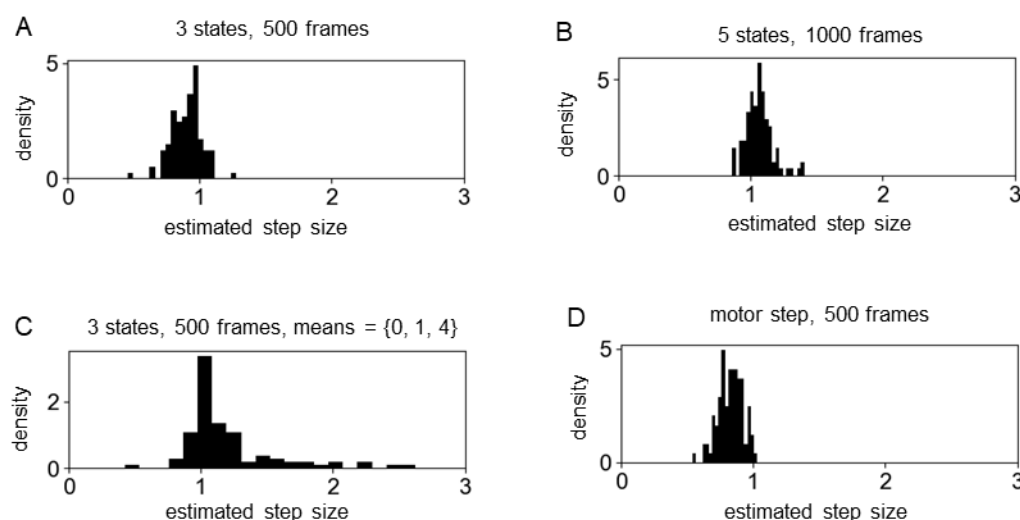 A
3 states, 500 frames
5
density
0
0
1
2
3
estimated step size
B
5 states, 1000 frames
5
density
0
0
1
2
3
estimated step size
C
3 states, 500 frames, means = {0, 1, 4}
2
density
0
0
1
2
3
estimated step size
D
motor step, 500 frames
5
density
0
0
1
2
3
estimated step size